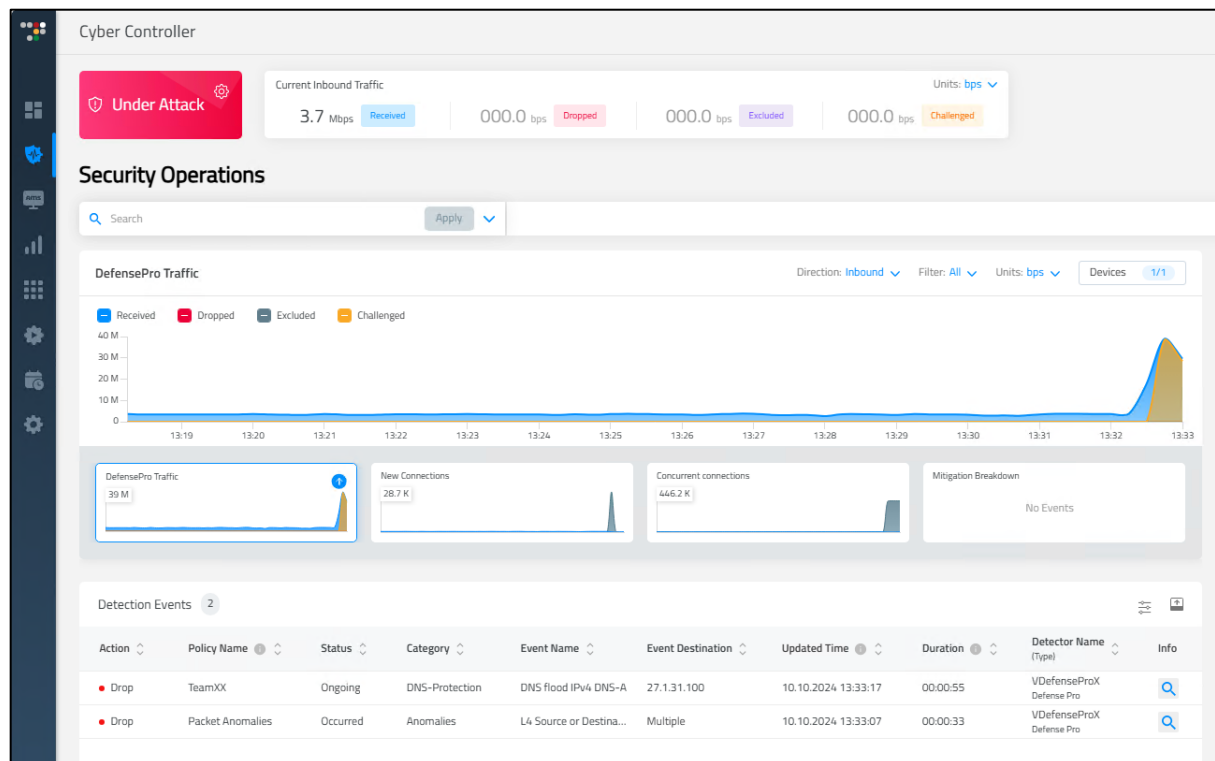 Cyber Controller
Under Attack
Current Inbound Traffic
Units: bps
3.7 Mbps Received
000.0 bps Dropped
000.0 bps Excluded
000.0 bps Challenged
Security Operations
Search
Apply
DefensePro Traffic
Direction: Inbound Filter: All Units: bps Devices 1/1
Received Dropped Excluded Challenged
40 M
30 M
20 M
10 M
0
13:19 13:20 13:21 13:22 13:23 13:24 13:25 13:26 13:27 13:28 13:29 13:30 13:31 13:32 13:33
DefensePro Traffic
39 M
New Connections
28.7 K
Concurrent connections
446.2 K
Mitigation Breakdown
No Events
Detection Events 2
Action Policy Name Status Category Event Name Event Destination Updated Time Duration Detector Name (Type) Info
Drop TeamXX Ongoing DNS-Protection DNS flood IPv4 DNS-A 27.1.31.100 10.10.2024 13:33:17 00:00:55 VDefenseProX
Defense Pro
Drop Packet Anomalies Occurred Anomalies L4 Source or Destina... Multiple 10.10.2024 13:33:07 00:00:33 VDefenseProX
Defense Pro
AMS